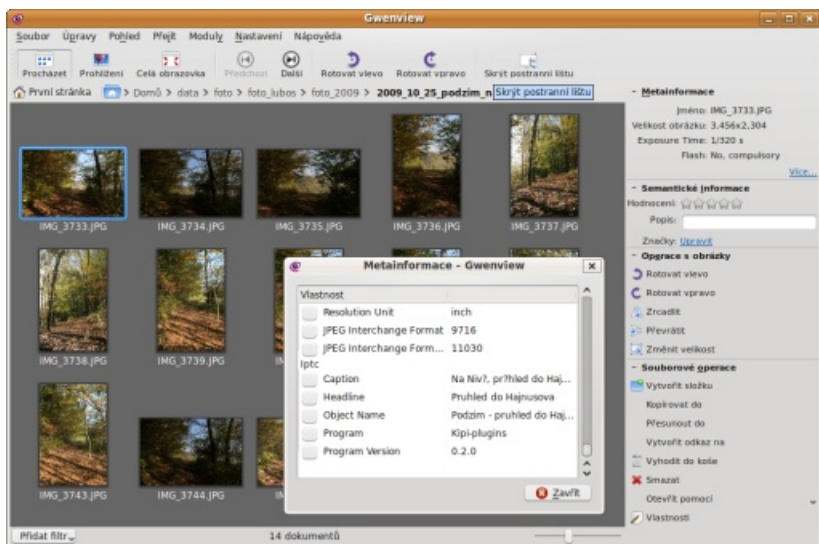 Gwenview
Soubor Úpravy Pohled Přejít Moduly Nastavení Nápověda
Procházet Prohlížení Celá obrazovka Předchozí Další Rotovat vlevo Rotovat vpravo Skrýt postranní lištu
První stránka > Domů > data > foto > foto_lubos > foto_2009 > 2009_10_25_podzim_n
Skrýt postranní lištu
IMG_3733.JPG IMG_3734.JPG IMG_3735.JPG IMG_3736.JPG IMG_3737.JPG
IMG_3738.JPG IMG_3739.JPG
IMG_3743.JPG IMG_3744.JPG
Metainformace - Gwenview
Vlastnost
Resolution Unit inch
JPEG Interchange Format 9716
JPEG Interchange Form... 11030
Iptc
Caption Na Niv?, pr?hled do Haj...
Headline Pruhled do Hajnusova
Object Name Podzim - pruhled do Haj...
Program Kipi-plugins
Program Version 0.2.0
Zavřít
- Metainformace
Jméno: IMG_3733.JPG
Velikost obrázku: 3,456x2,304
Exposure Time: 1/320 s
Flash: No, compulsory
Více...
- Semantické Informace
Hodnocení:
Popis:
Značky: Upravit
- Operace s obrázky
Rotovat vlevo
Rotovat vpravo
Zrcadlit
Převrátit
Změnit velikost
- Souborové operace
Vytvořit složku
Kopírovat do
Přesunout do
Vytvořit odkaz na
Vyhodit do koše
Smazat
Otevřít pomocí
Vlastnosti
Přidat filtr
14 dokumentů